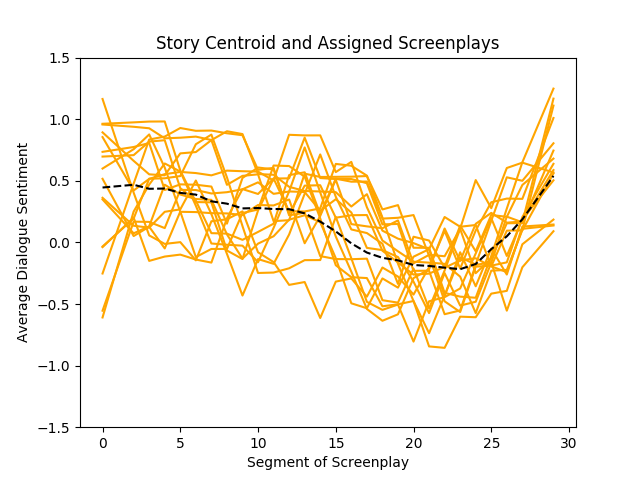 Story Centroid and Assigned Screenplays
1.5
1.0
0.5
0.0
−0.5
−1.0
−1.5
Average Dialogue Sentiment
0 5 10 15 20 25 30
Segment of Screenplay